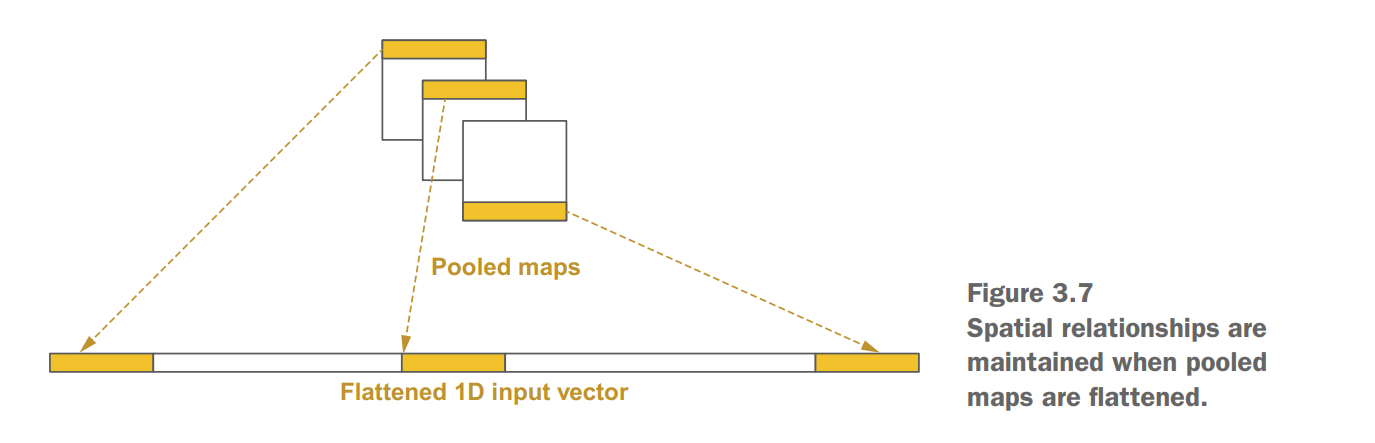 Pooled maps
Flattened 1D input vector
Figure 3.7
Spatial relationships are
maintained when pooled
maps are flattened.